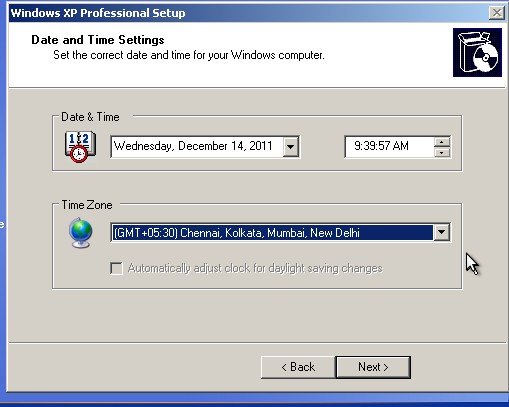 Windows XP Professional Setup
Date and Time Settings
Set the correct date and time for your Windows computer.
Date & Time
Wednesday, December 14, 2011
9:39:57 AM
Time Zone
(GMT+05:30) Chennai, Kolkata, Mumbai, New Delhi
Automatically adjust clock for daylight saving changes
< Back
Next >